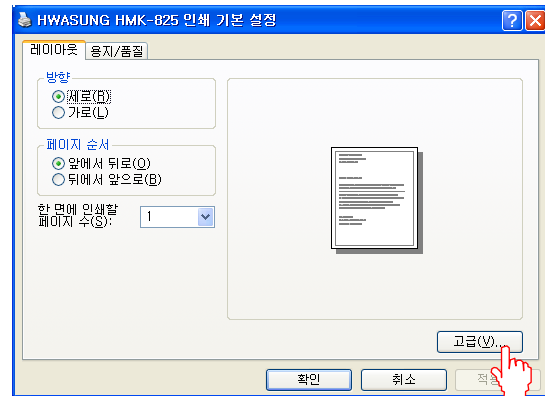 HWASUNG HMK-825 인쇄 기본 설정
레이아웃 용지/품질
방향
세로(R)
가로(L)
페이지 순서
앞에서 뒤로(O)
뒤에서 앞으로(B)
한 면에 인쇄할
페이지 수(S): 1
고급(V)...
확인 취소